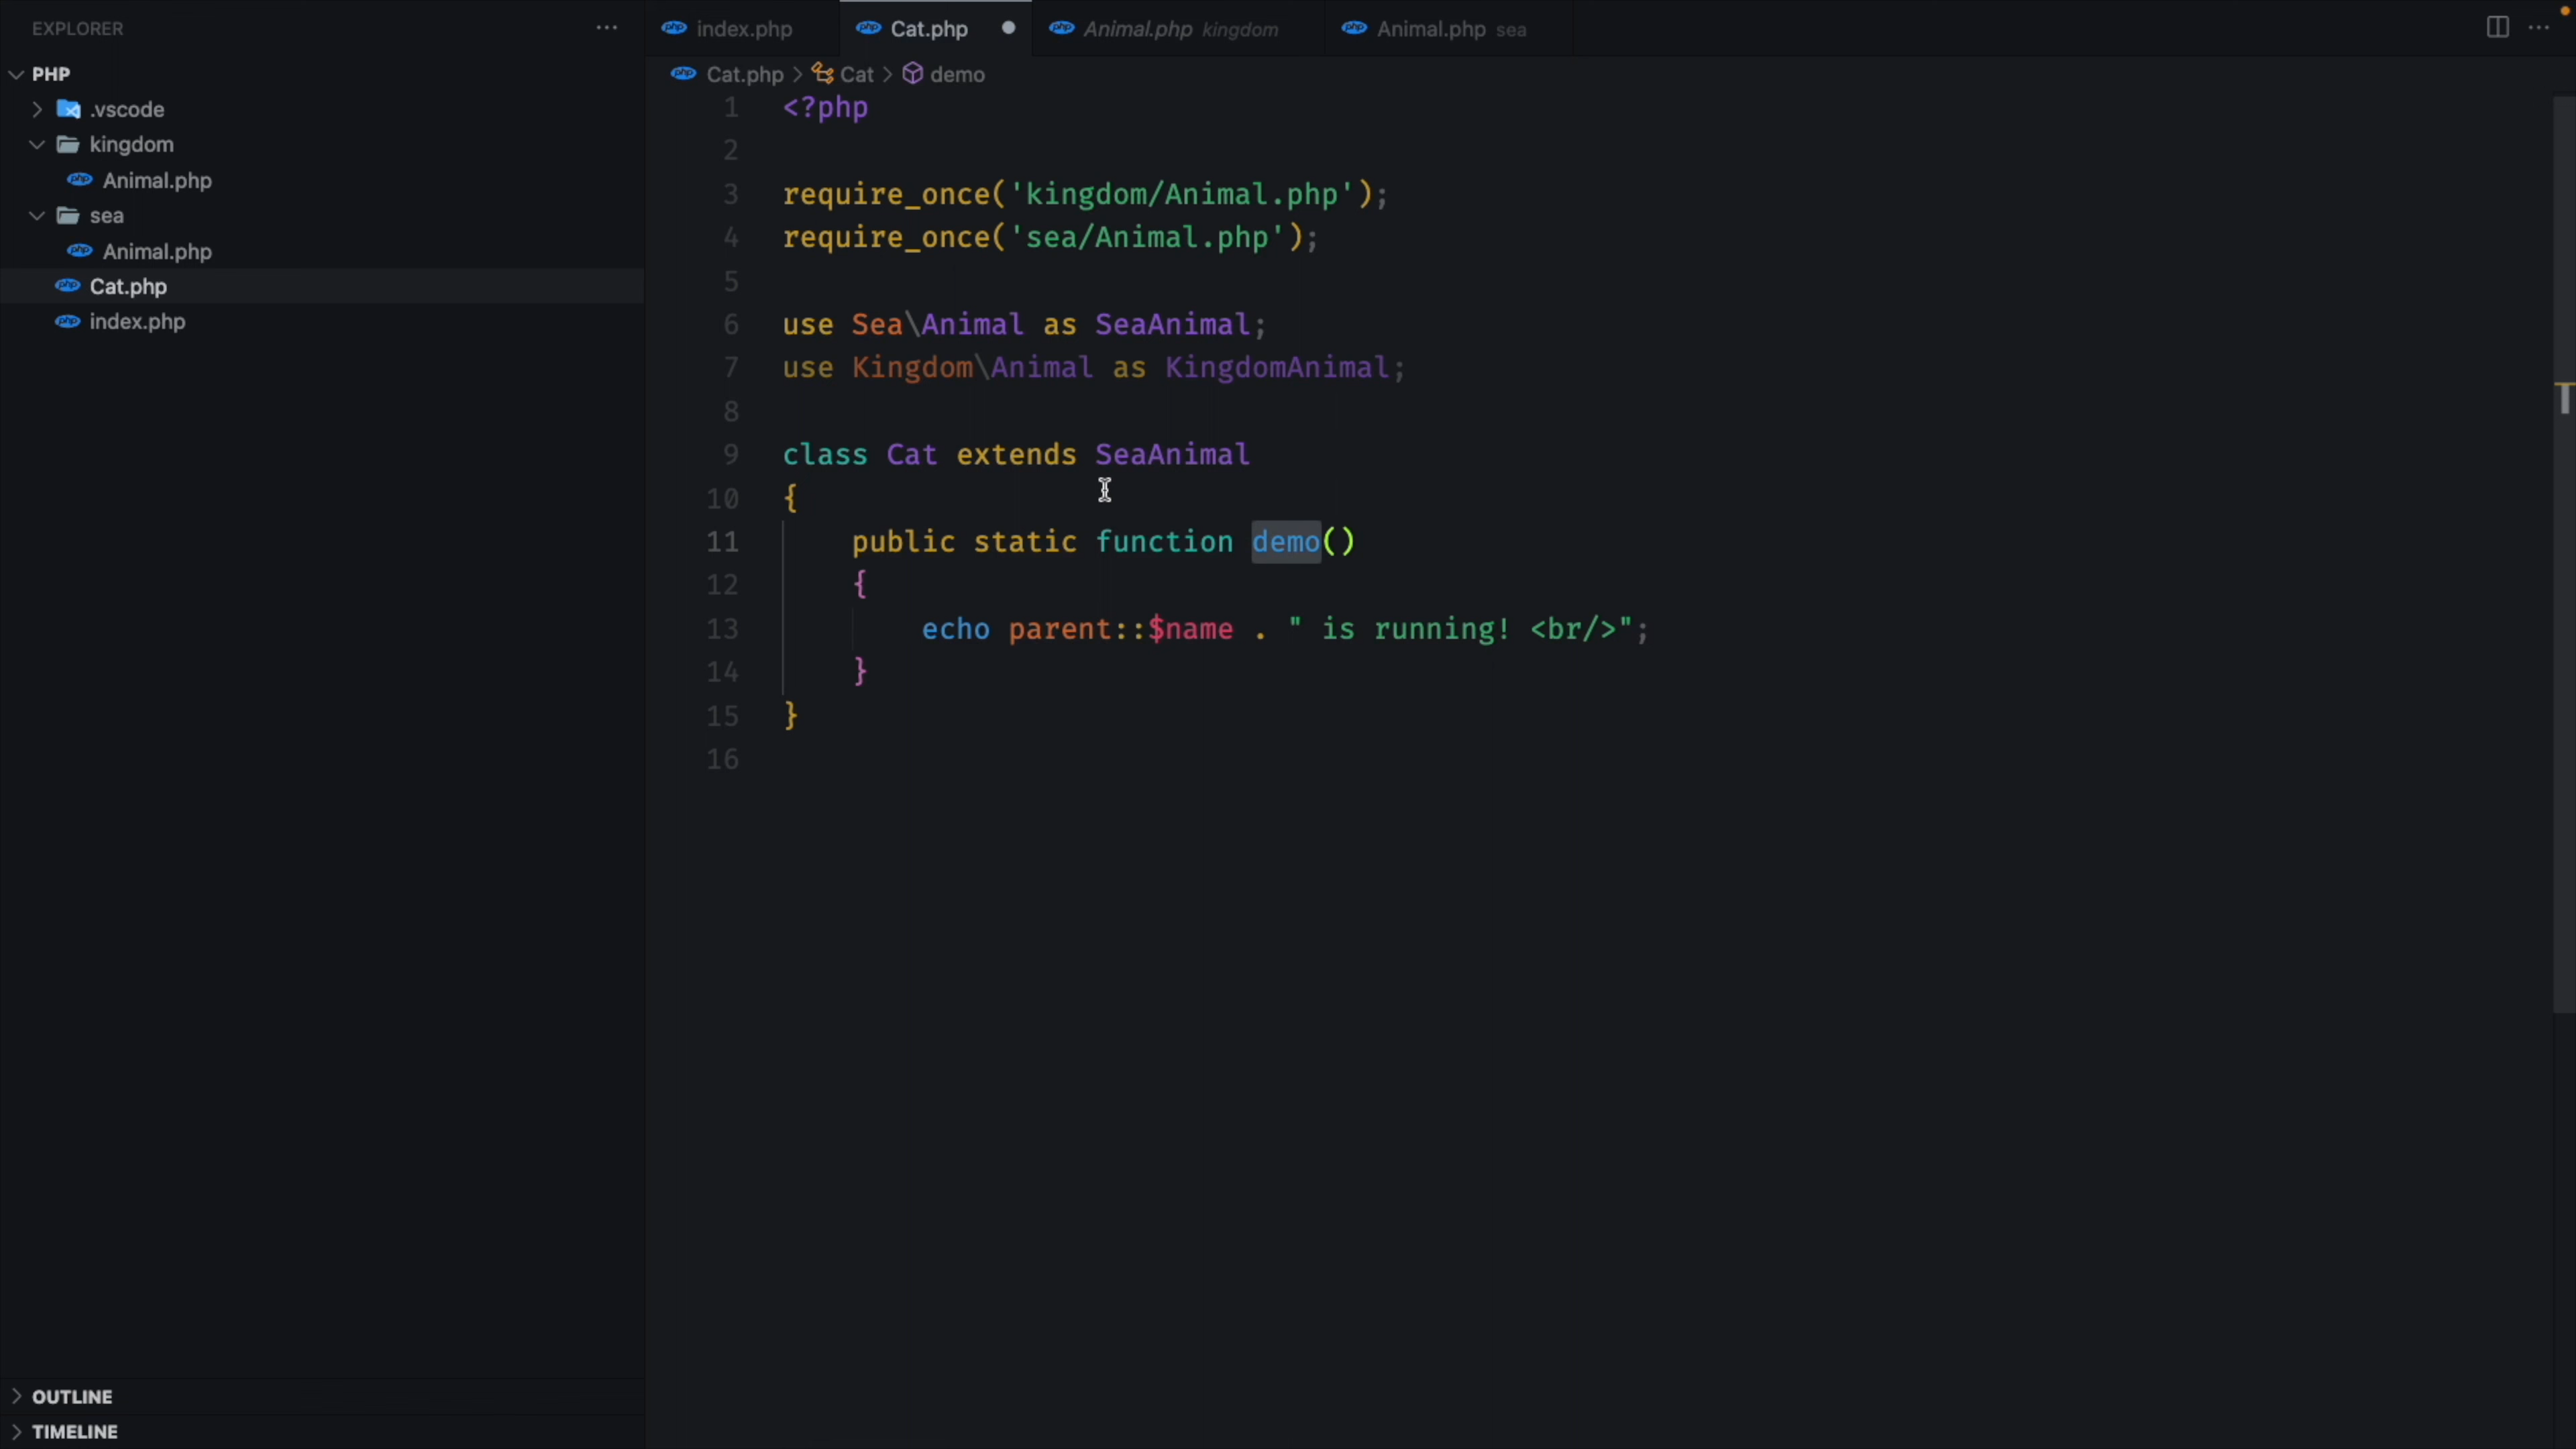 EXPLORER
PHP
.vscode
kingdom
Animal.php
sea
Animal.php
Cat.php
index.php
OUTLINE
TIMELINE
index.php Cat.php Animal.php kingdom Animal.php sea
Cat.php > Cat > demo
1 <?php
2
3 require_once('kingdom/Animal.php');
4 require_once('sea/Animal.php');
5
6 use Sea\Animal as SeaAnimal;
7 use Kingdom\Animal as KingdomAnimal;
8
9 class Cat extends SeaAnimal
10 {
11 public static function demo()
12 {
13 echo parent::$name . " is running! <br/>";
14 }
15 }
16